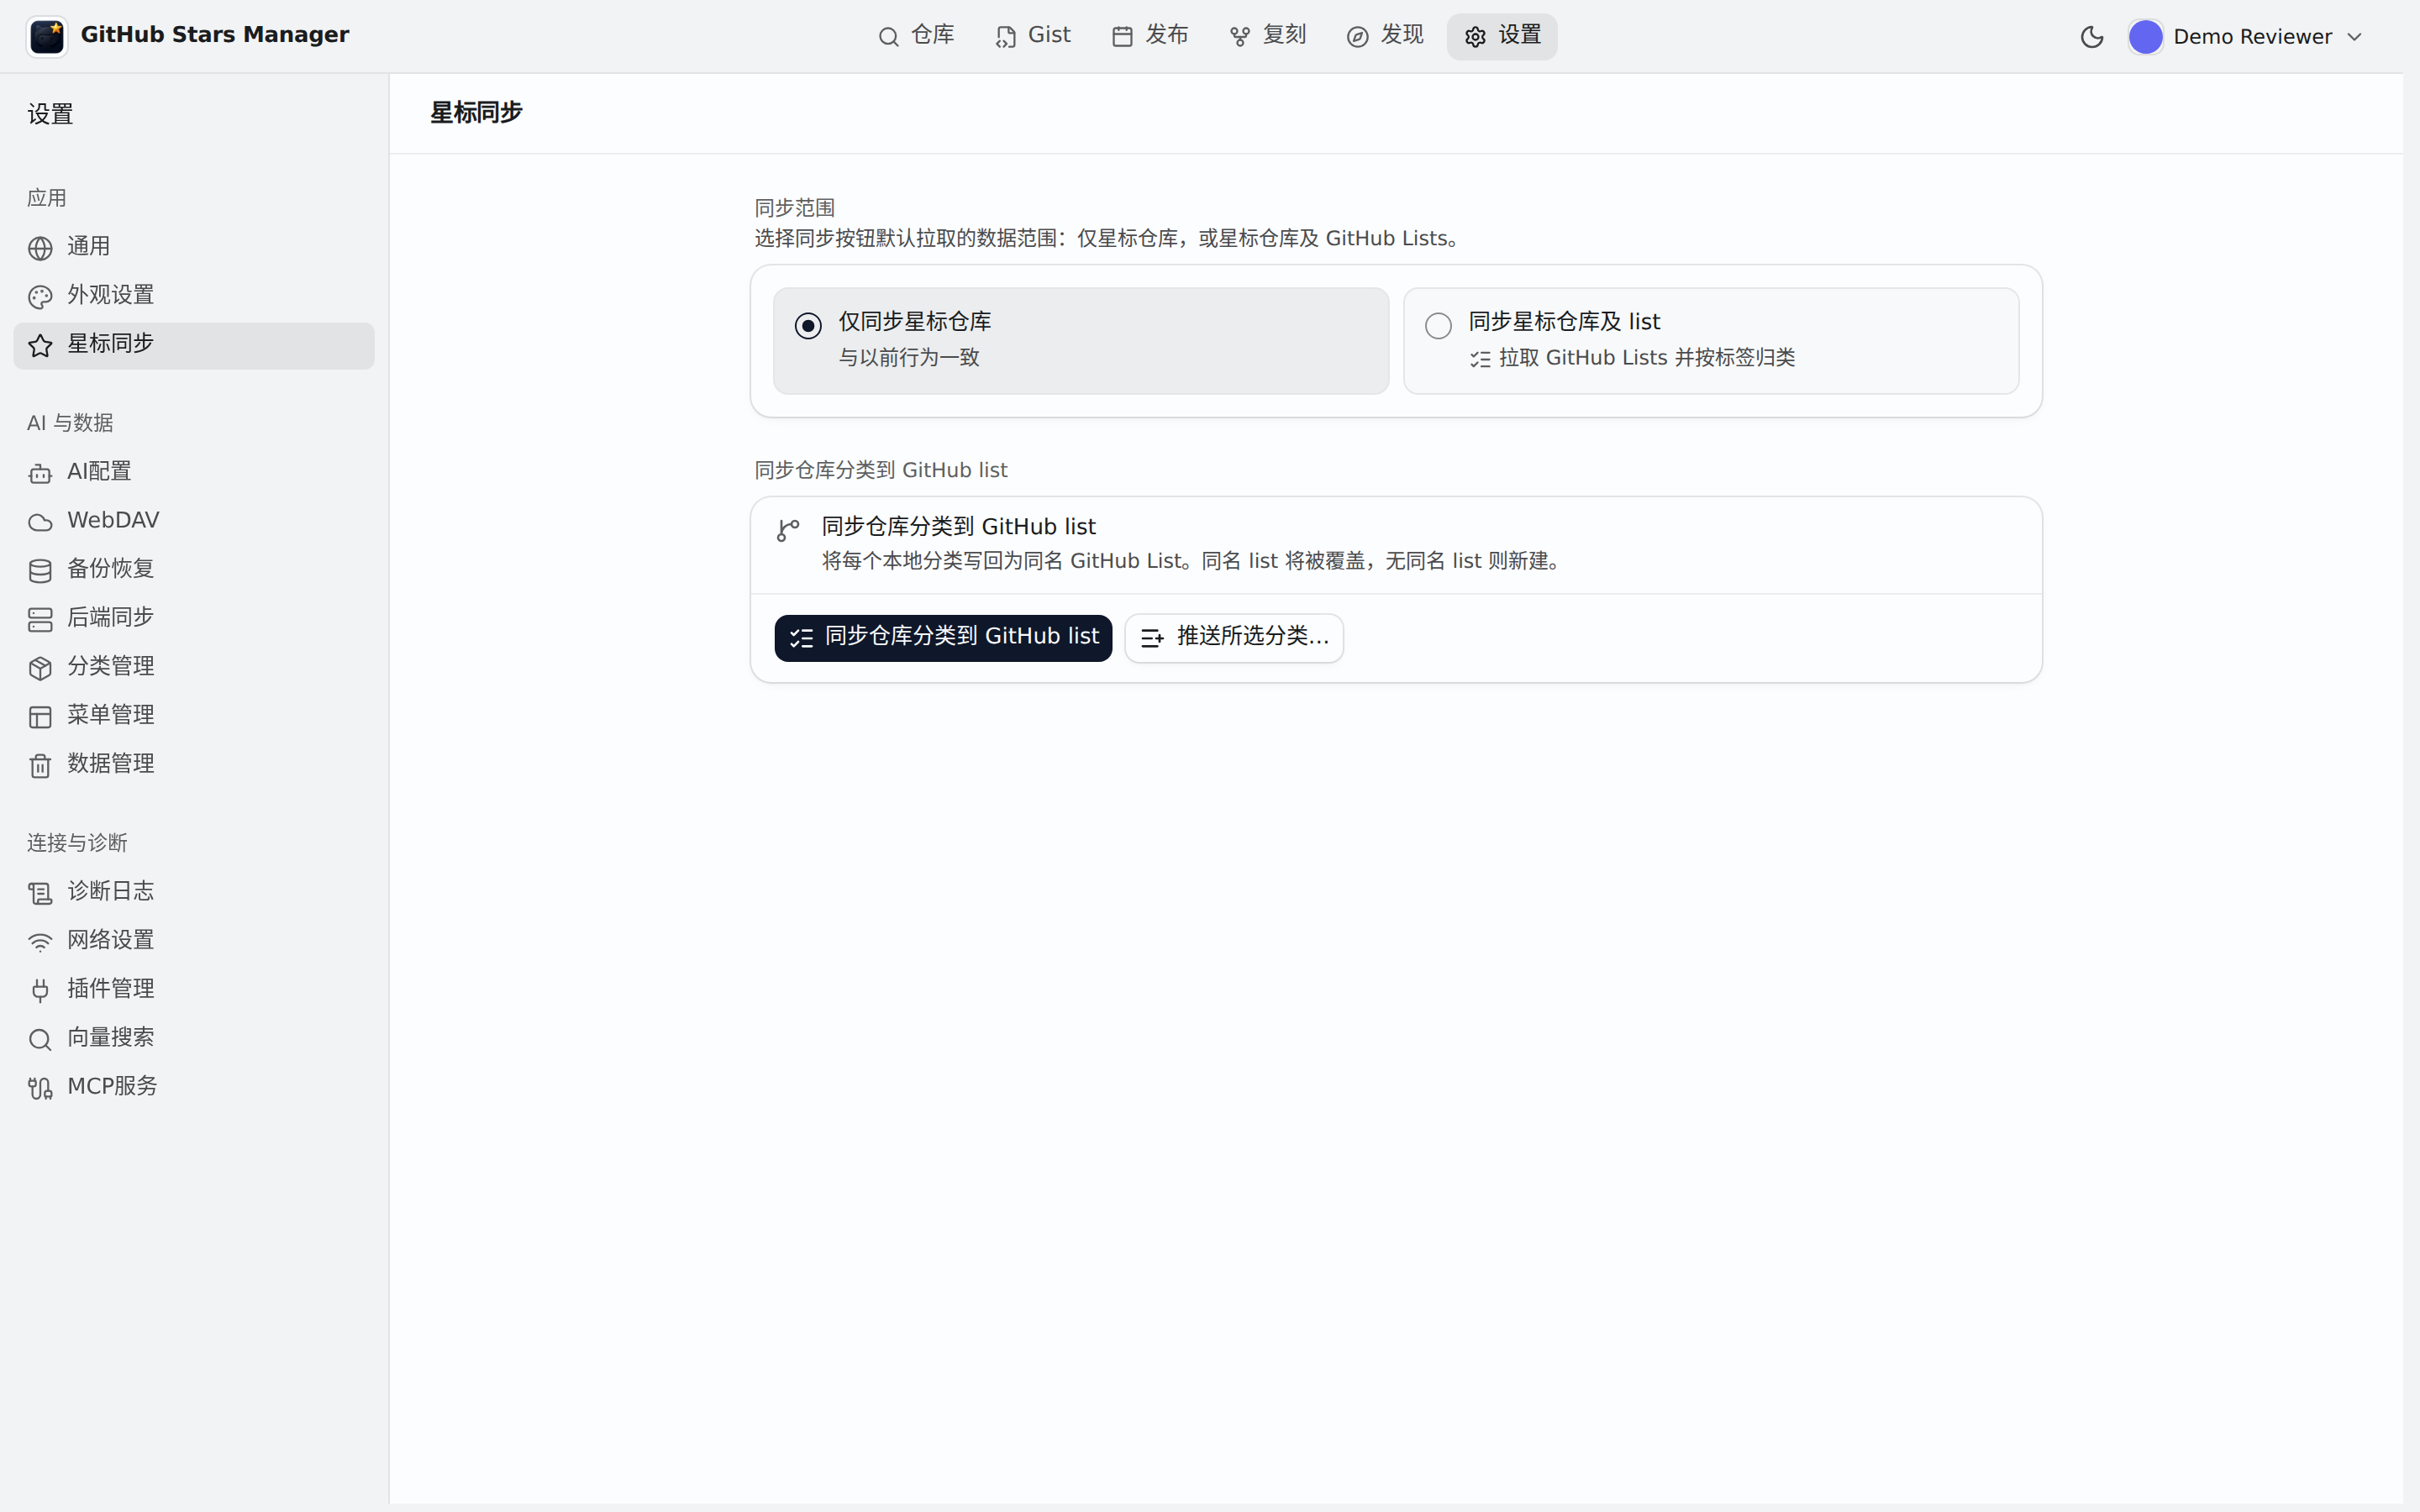 GitHub Stars Manager
仓库
Gist
发布
复刻
发现
设置
Demo Reviewer
设置
应用
通用
外观设置
星标同步
AI 与数据
AI配置
WebDAV
备份恢复
后端同步
分类管理
菜单管理
数据管理
连接与诊断
诊断日志
网络设置
插件管理
向量搜索
MCP服务
星标同步
同步范围
选择同步按钮默认拉取的数据范围：仅星标仓库，或星标仓库及 GitHub Lists。
仅同步星标仓库
与以前行为一致
同步星标仓库及 list
拉取 GitHub Lists 并按标签归类
同步仓库分类到 GitHub list
同步仓库分类到 GitHub list
将每个本地分类写回为同名 GitHub List。同名 list 将被覆盖，无同名 list 则新建。
同步仓库分类到 GitHub list
推送所选分类...